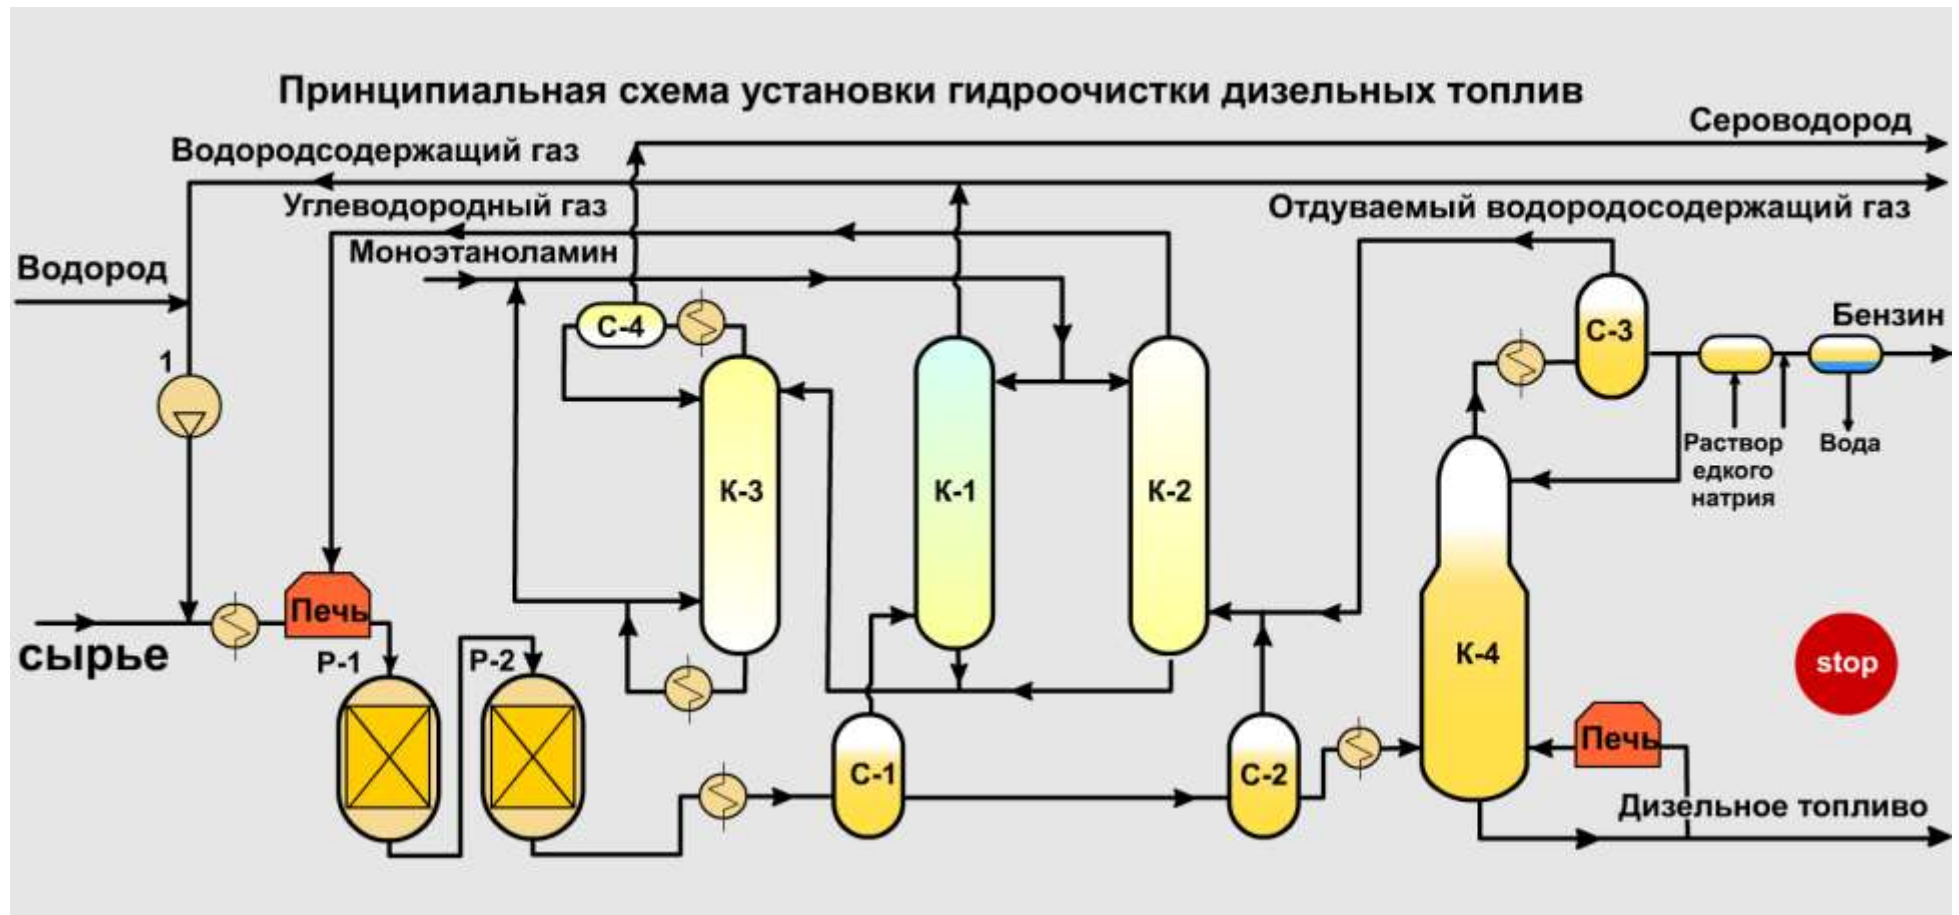 Принципиальная схема установки гидроочистки дизельных топлив
Сероводород
Водородсодержащий газ
Углеводородный газ
Отдуваемый водородосодержащий газ
Моноэтаноламин
Водород
С-4
С-3
Бензин
1
К-3
К-1
К-2
Раствор
едкого
натрия
Вода
Печь
сырье
Р-1
Р-2
К-4
stop
Печь
С-1
С-2
Дизельное топливо